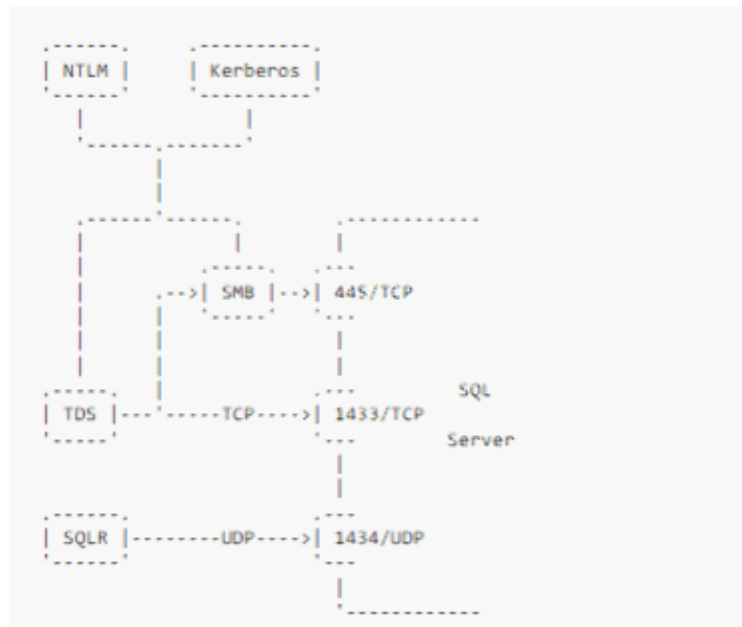 NTLM Kerberos
SMB 445/TCP
SQL
TDS TCP 1433/TCP
Server
SQLR UDP 1434/UDP